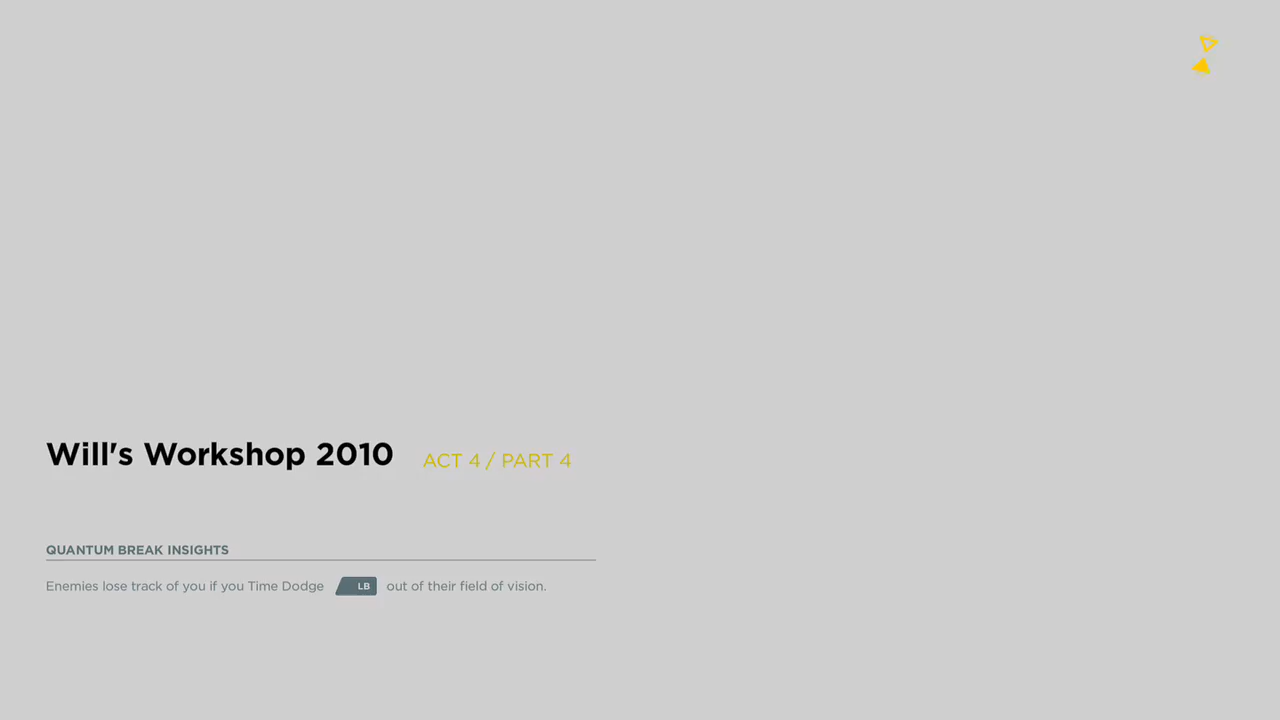 Will's Workshop 2010 ACT 4 / PART 4
QUANTUM BREAK INSIGHTS
Enemies lose track of you if you Time Dodge LB out of their field of vision.